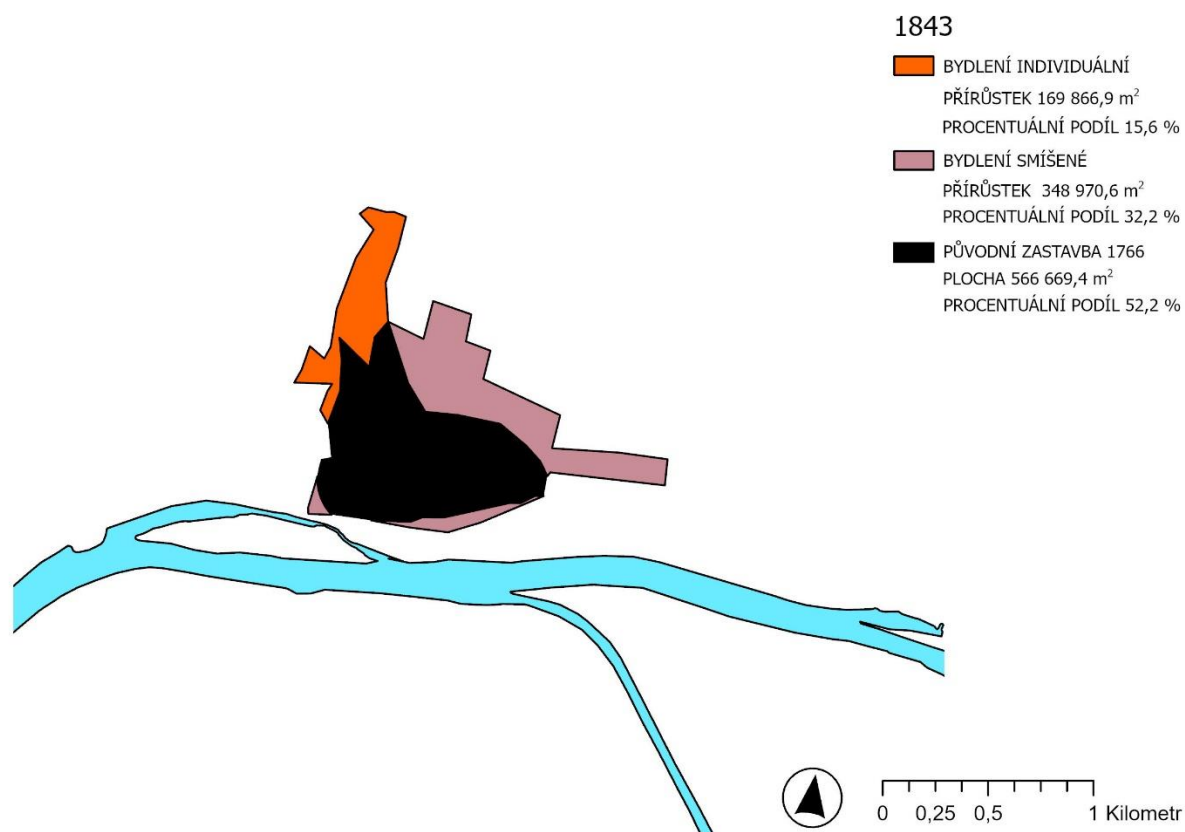 1843
BYDLENÍ INDIVIDUÁLNÍ
PŘÍRŮSTEK 169 866,9 m²
PROCENTUÁLNÍ PODÍL 15,6 %
BYDLENÍ SMÍŠENÉ
PŘÍRŮSTEK 348 970,6 m²
PROCENTUÁLNÍ PODÍL 32,2 %
PŮVODNÍ ZASTAVBA 1766
PLOCHA 566 669,4 m²
PROCENTUÁLNÍ PODÍL 52,2 %
0 0,25 0,5 1 Kilometr